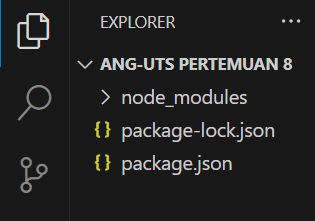 EXPLORER
ANG-UTS PERTEMUAN 8
node_modules
{} package-lock.json
{} package.json